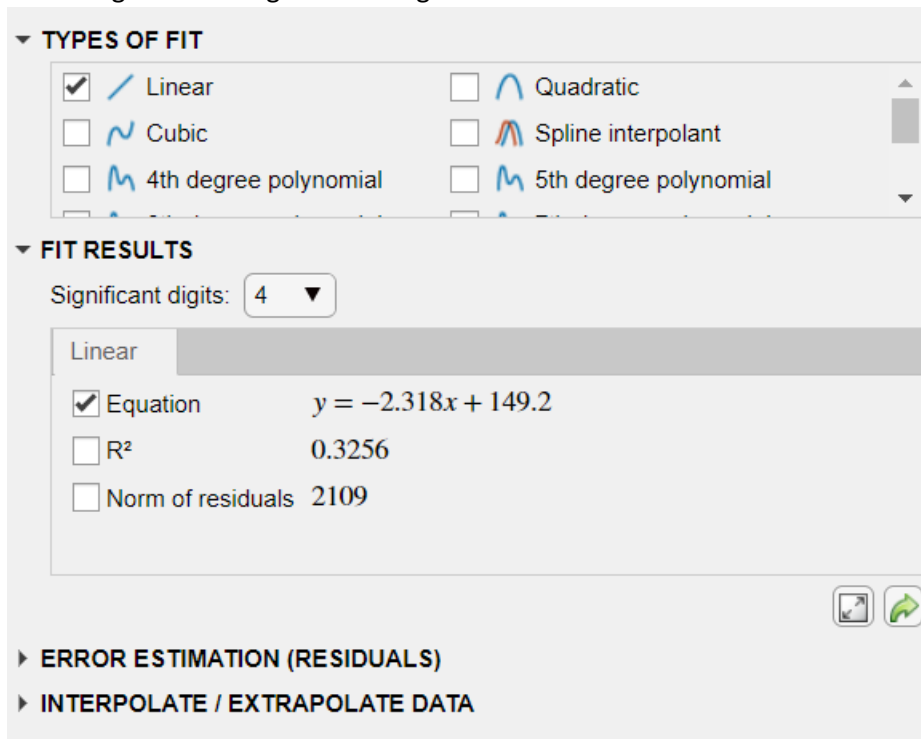 TYPES OF FIT
Linear Quadratic
Cubic Spline interpolant
4th degree polynomial 5th degree polynomial
FIT RESULTS
Significant digits: 4
Linear
Equation y = −2.318x + 149.2
R² 0.3256
Norm of residuals 2109
ERROR ESTIMATION (RESIDUALS)
INTERPOLATE / EXTRAPOLATE DATA